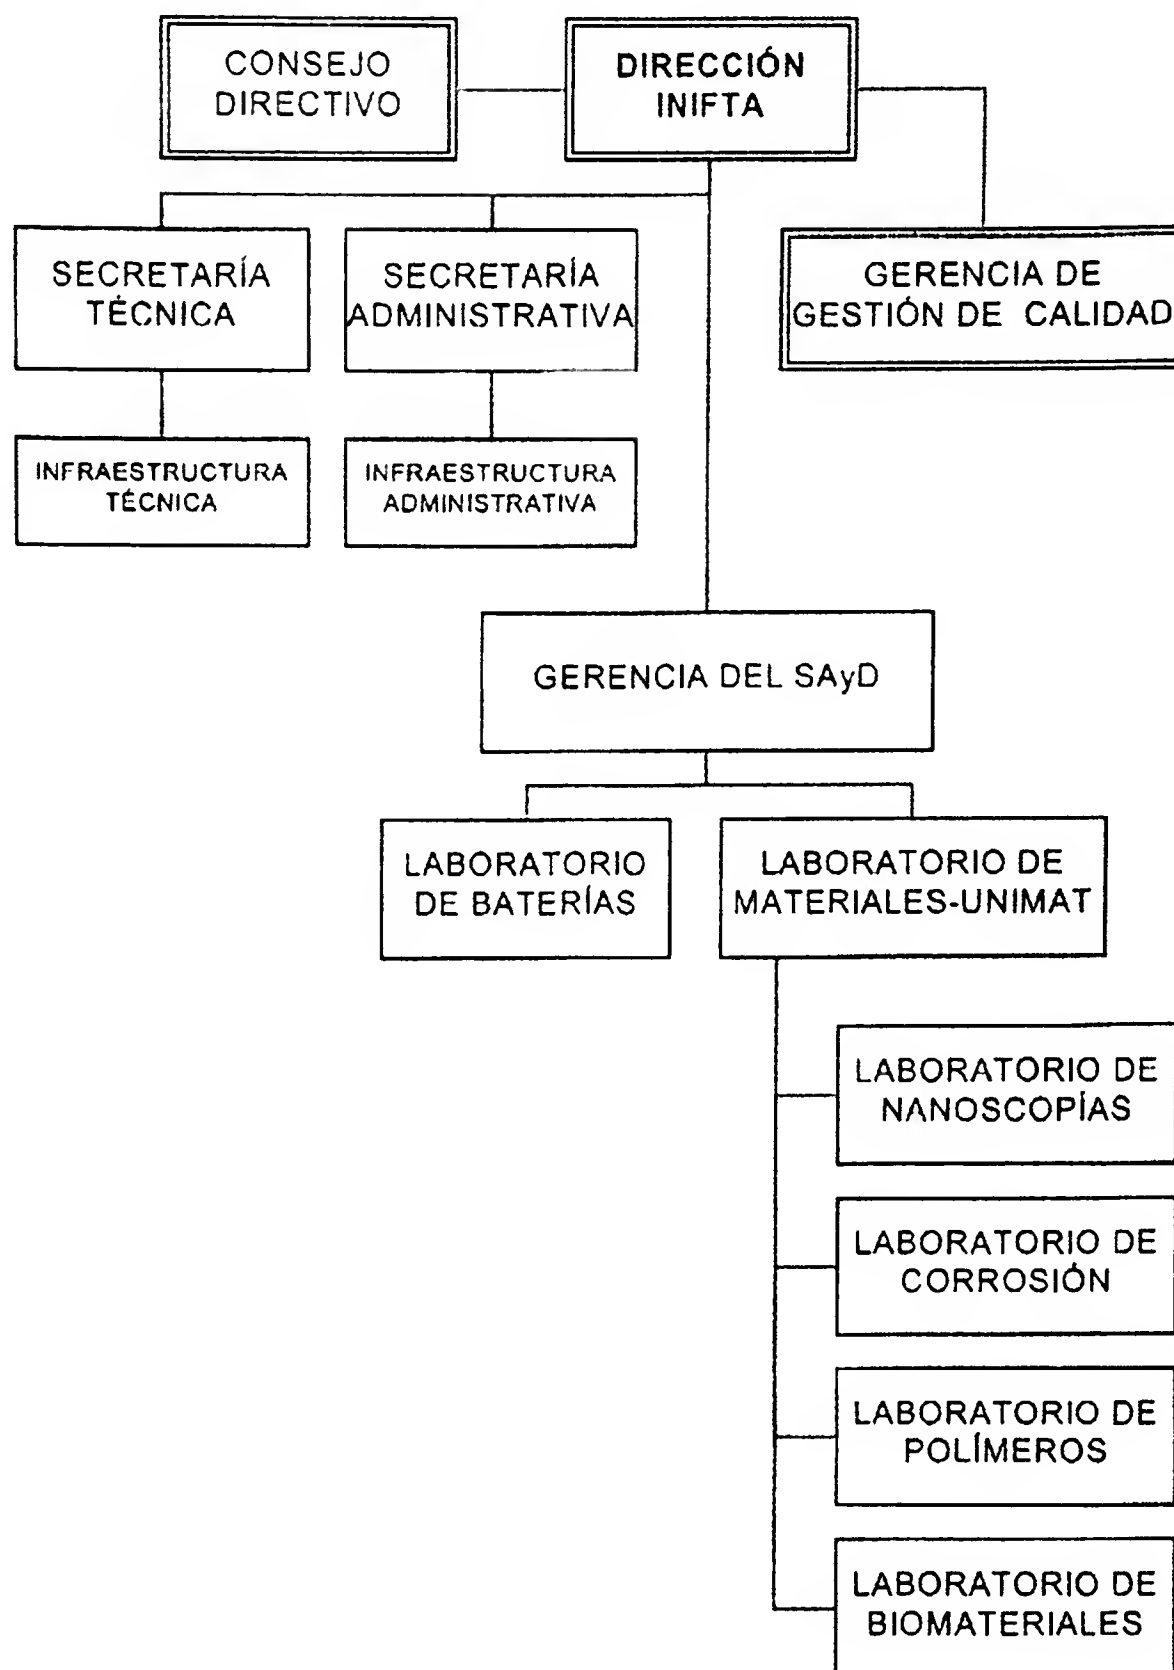 CONSEJO
DIRECTIVO
DIRECCIÓN
INIFTA
SECRETARÍA
TÉCNICA
SECRETARÍA
ADMINISTRATIVA
GERENCIA DE
GESTIÓN DE CALIDAD
INFRAESTRUCTURA
TÉCNICA
INFRAESTRUCTURA
ADMINISTRATIVA
GERENCIA DEL SAyD
LABORATORIO
DE BATERÍAS
LABORATORIO DE
MATERIALES-UNIMAT
LABORATORIO DE
NANOSCOPÍAS
LABORATORIO DE
CORROSIÓN
LABORATORIO DE
POLÍMEROS
LABORATORIO DE
BIOMATERIALES